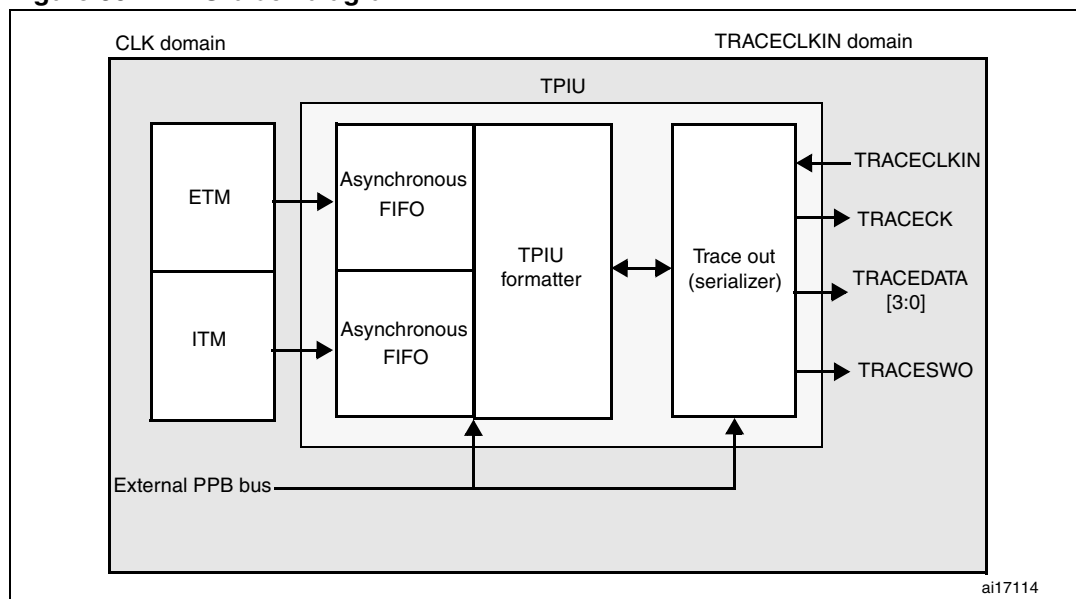 CLK domain
TRACECLKIN domain
TPIU
ETM
Asynchronous
FIFO
TPIU
formatter
Trace out
(serializer)
TRACECLKIN
TRACECK
TRACEDATA
[3:0]
TRACESWO
ITM
Asynchronous
FIFO
External PPB bus
ai17114